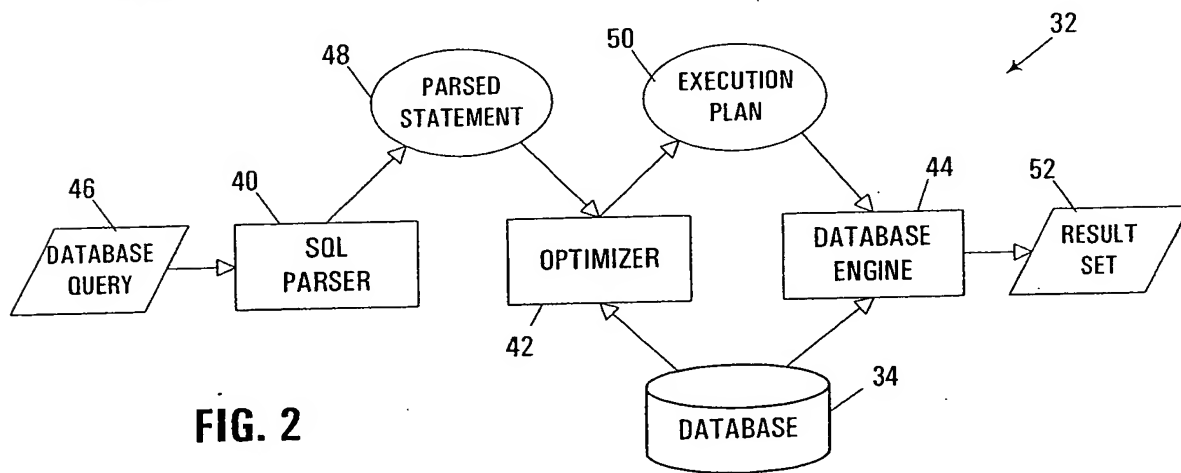 32
48
PARSED
STATEMENT
50
EXECUTION
PLAN
46
DATABASE
QUERY
40
SQL
PARSER
OPTIMIZER
42
44
DATABASE
ENGINE
52
RESULT
SET
34
DATABASE
FIG. 2